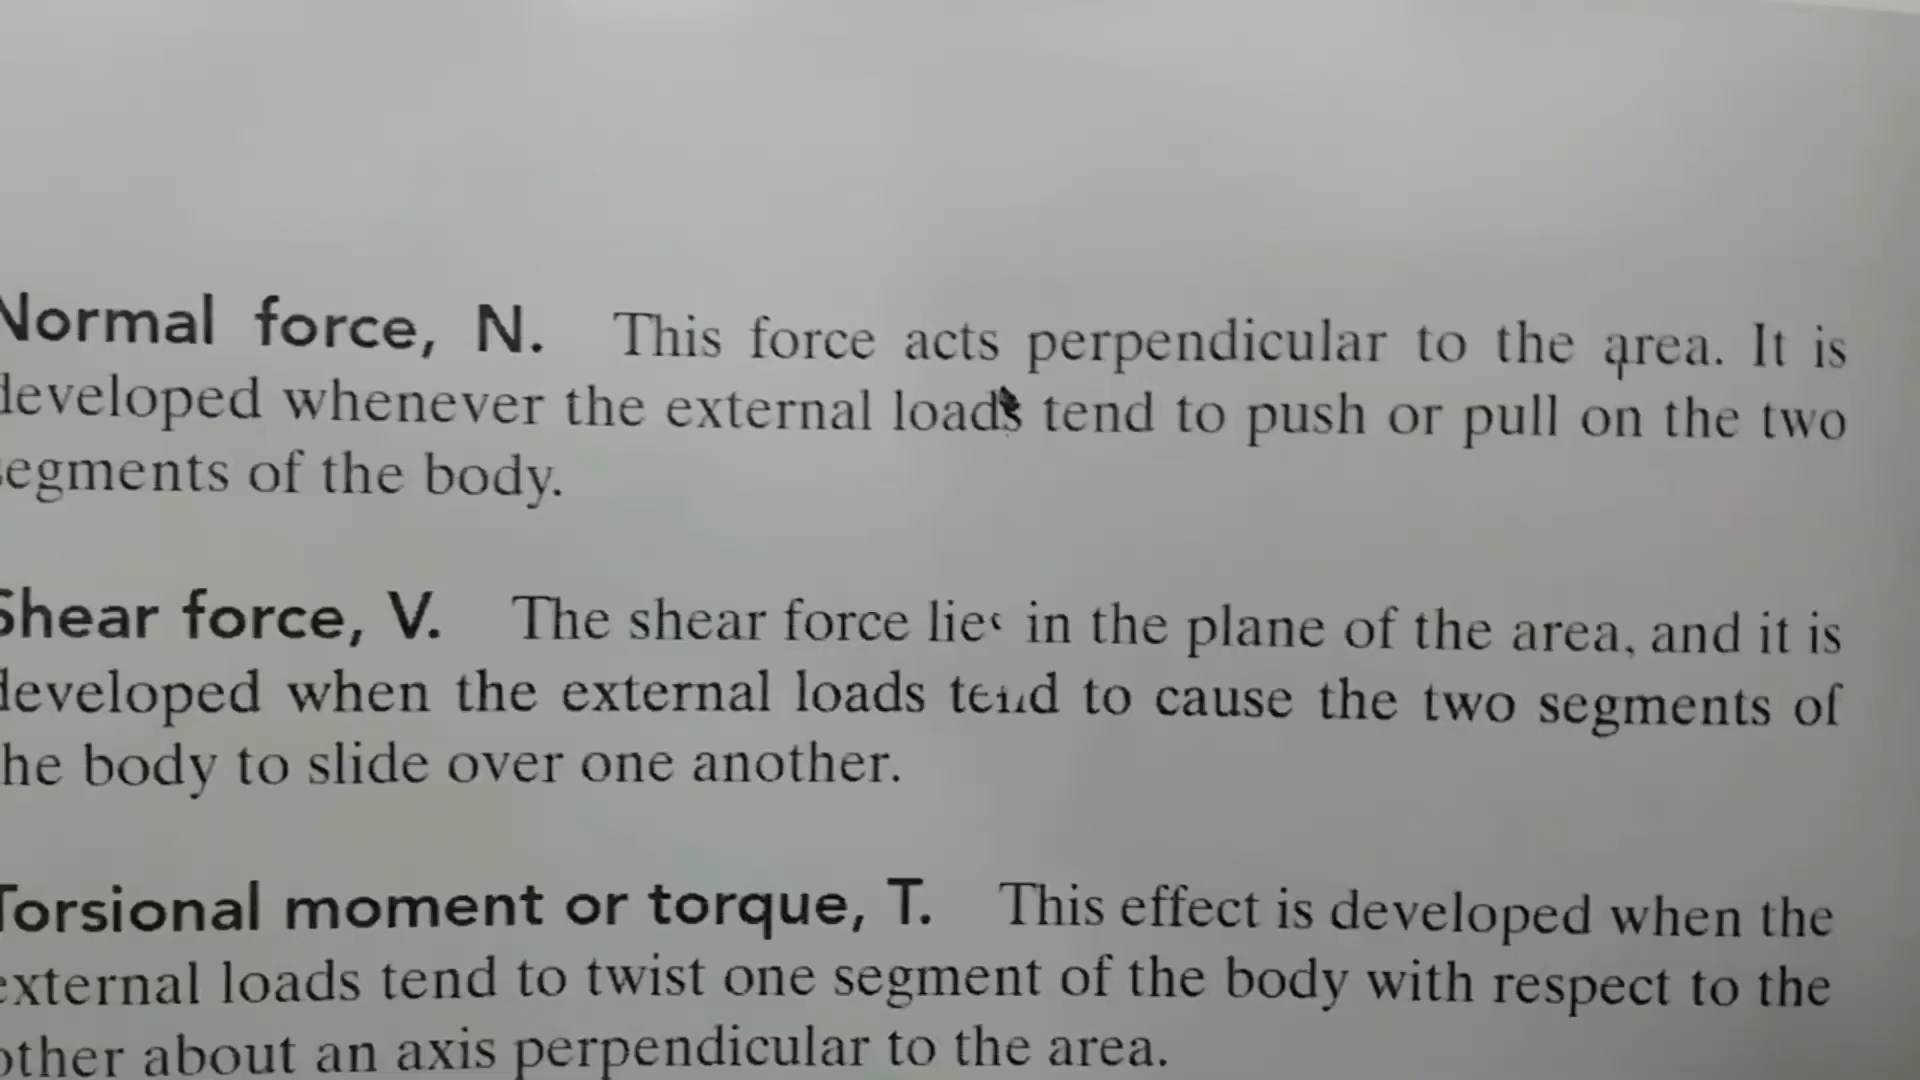 Normal force, N. This force acts perpendicular to the area. It is
developed whenever the external loads tend to push or pull on the two
segments of the body.
Shear force, V. The shear force lies in the plane of the area, and it is
developed when the external loads tend to cause the two segments of
the body to slide over one another.
Torsional moment or torque, T. This effect is developed when the
external loads tend to twist one segment of the body with respect to the
other about an axis perpendicular to the area.